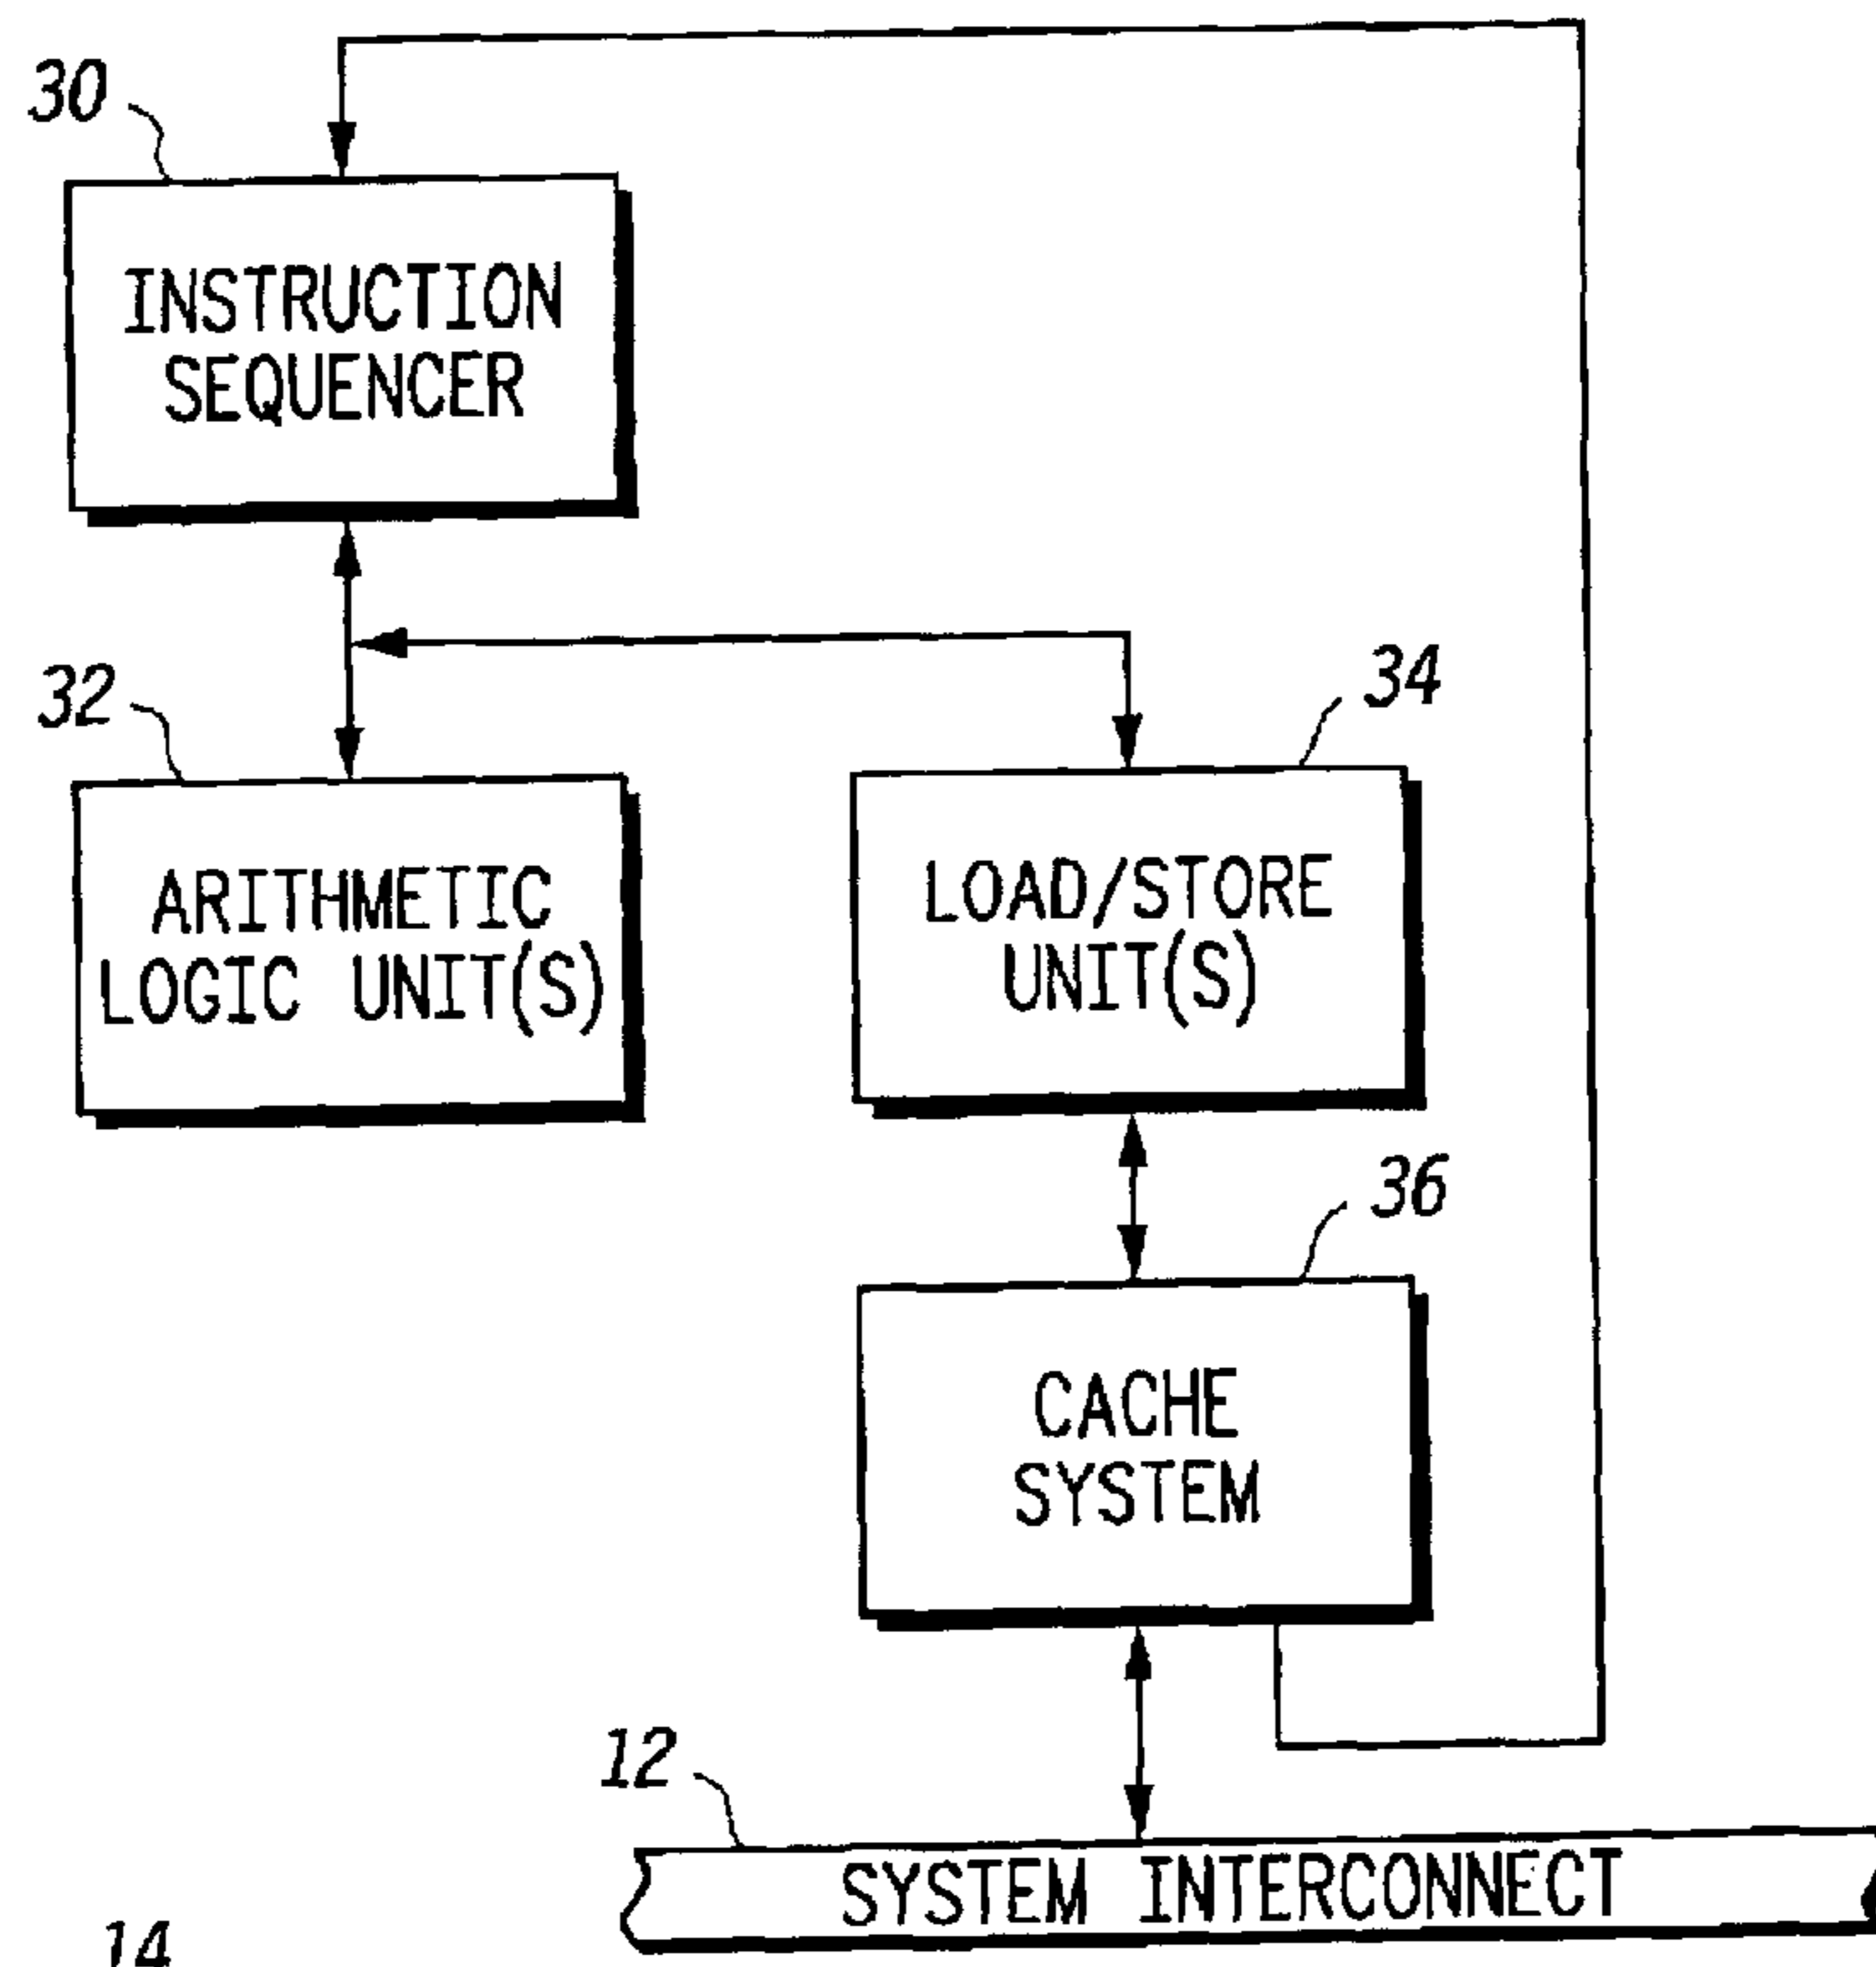 30
INSTRUCTION
SEQUENCER
32
34
ARITHMETIC
LOGIC UNIT(S)
LOAD/STORE
UNIT(S)
36
CACHE
SYSTEM
12
SYSTEM INTERCONNECT
14